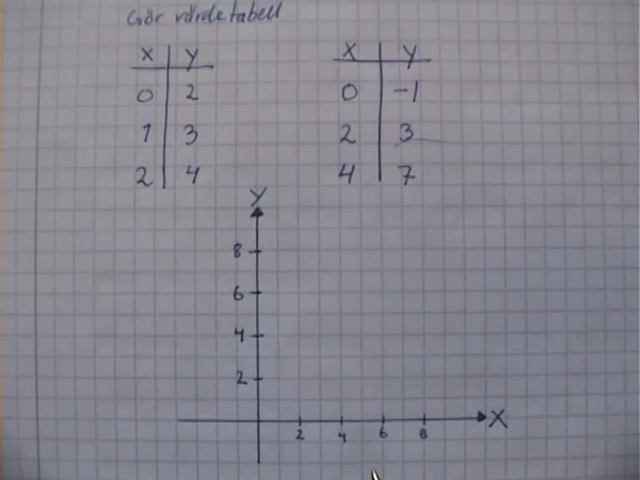 Gör värdetabell
X Y X Y
0 2 0 -1
1 3 2 3
2 4 4 7
Y
8
6
4
2
X
2 4 6 8